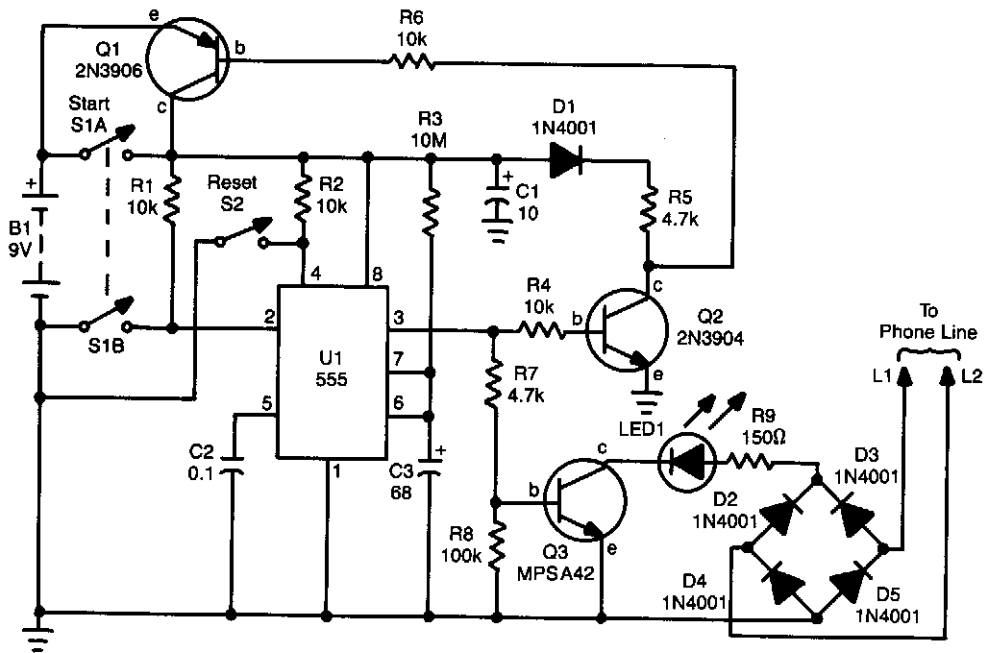 e
Q1
2N3906
b
c
R6
10k
Start
S1A
R3
10M
D1
1N4001
+
B1
9V
R1
10k
Reset
S2
R2
10k
+
C1
10
R5
4.7k
4
8
S1B
2
U1
555
3
7
6
5
1
R4
10k
b
c
Q2
2N3904
e
To
Phone Line
L1
L2
C2
0.1
C3
68
+
R7
4.7k
LED1
R9
150Ω
R8
100k
b
c
e
Q3
MPSA42
D2
1N4001
D3
1N4001
D4
1N4001
D5
1N4001